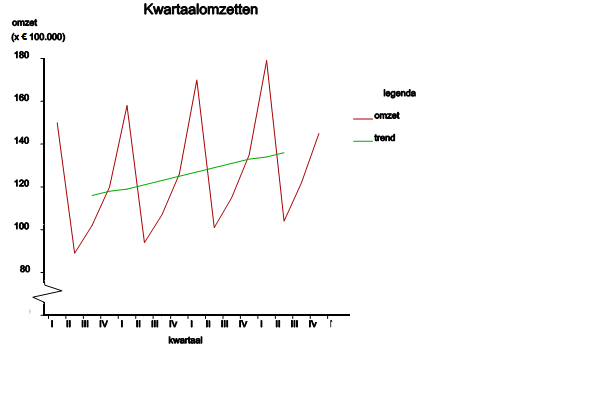 Kwartaalomzetten
omzet
(x € 100.000)
180
160
140
120
100
80
legenda
omzet
trend
I II III IV I II III IV I II III IV I II III IV
kwartaal